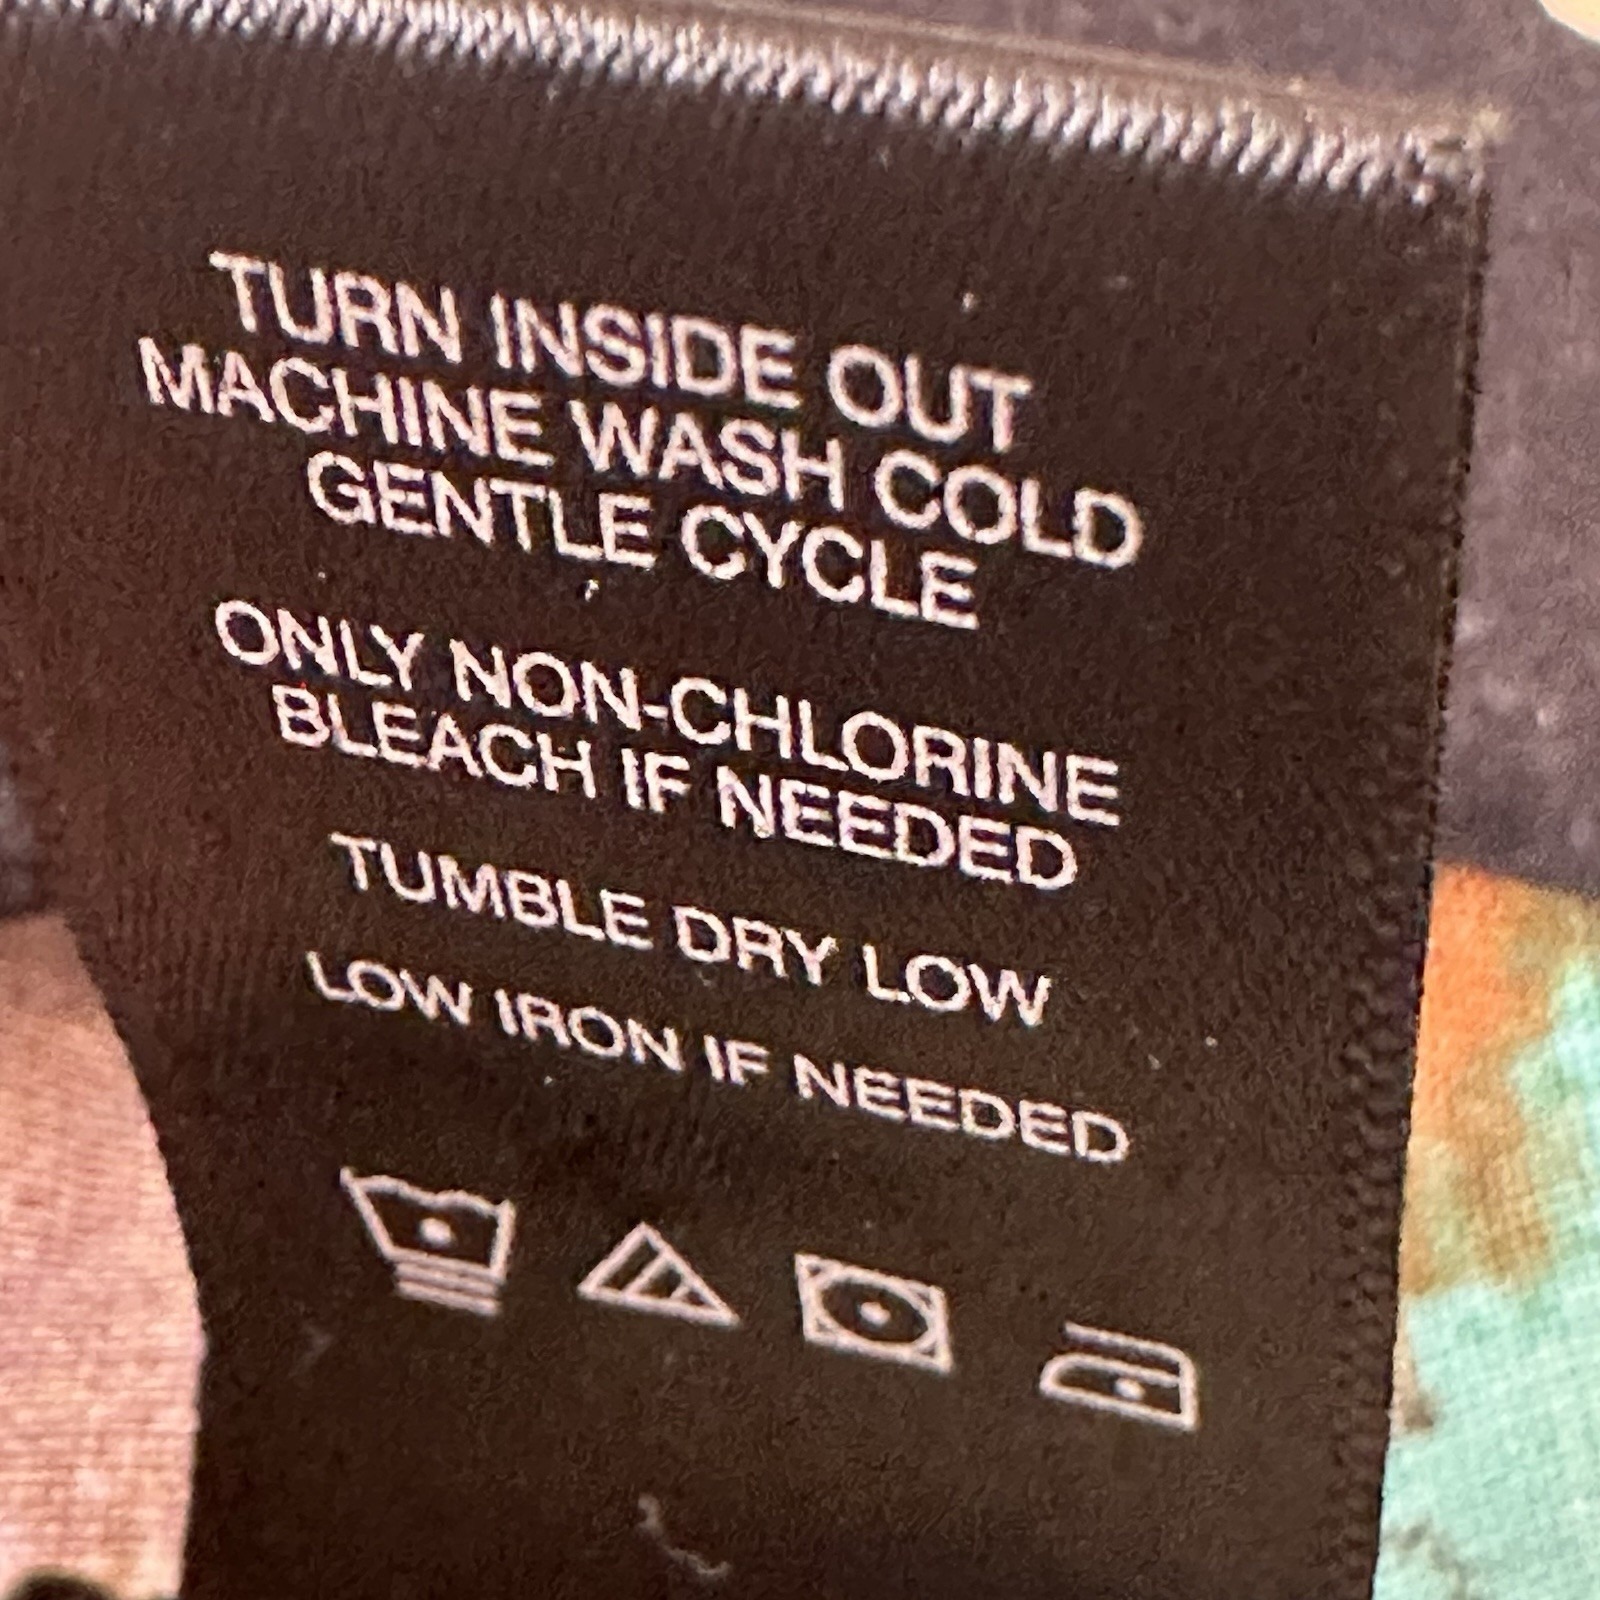 TURN INSIDE OUT
MACHINE WASH COLD
GENTLE CYCLE
ONLY NON-CHLORINE
BLEACH IF NEEDED
TUMBLE DRY LOW
LOW IRON IF NEEDED